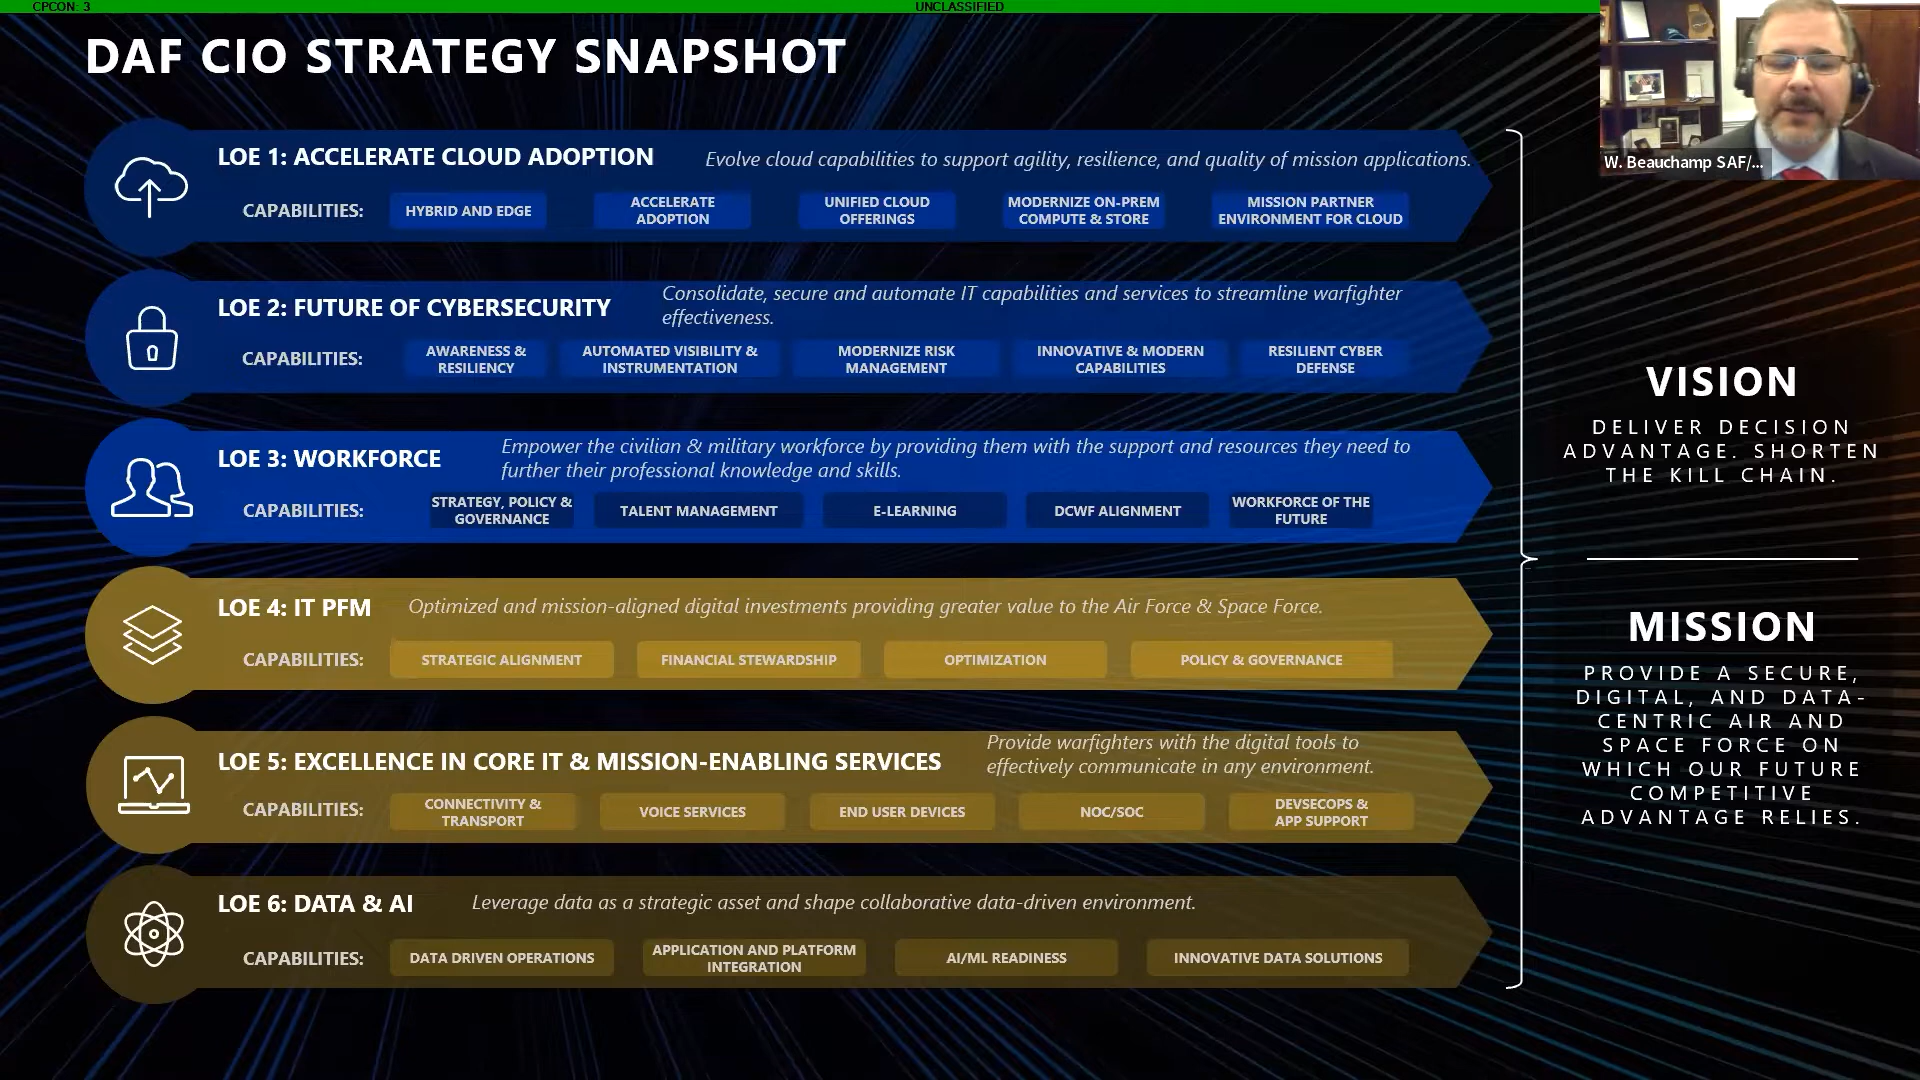 CPCON: 3
UNCLASSIFIED
DAF CIO STRATEGY SNAPSHOT
W. Beauchamp SAF/...
LOE 1: ACCELERATE CLOUD ADOPTION
Evolve cloud capabilities to support agility, resilience, and quality of mission applications.
CAPABILITIES:
HYBRID AND EDGE
ACCELERATE
ADOPTION
UNIFIED CLOUD
OFFERINGS
MODERNIZE ON-PREM
COMPUTE & STORE
MISSION PARTNER
ENVIRONMENT FOR CLOUD
LOE 2: FUTURE OF CYBERSECURITY
Consolidate, secure and automate IT capabilities and services to streamline warfighter
effectiveness.
CAPABILITIES:
AWARENESS &
RESILIENCY
AUTOMATED VISIBILITY &
INSTRUMENTATION
MODERNIZE RISK
MANAGEMENT
INNOVATIVE & MODERN
CAPABILITIES
RESILIENT CYBER
DEFENSE
LOE 3: WORKFORCE
Empower the civilian & military workforce by providing them with the support and resources they need to
further their professional knowledge and skills.
CAPABILITIES:
STRATEGY, POLICY &
GOVERNANCE
TALENT MANAGEMENT
E-LEARNING
DCWF ALIGNMENT
WORKFORCE OF THE
FUTURE
LOE 4: IT PFM
Optimized and mission-aligned digital investments providing greater value to the Air Force & Space Force.
CAPABILITIES:
STRATEGIC ALIGNMENT
FINANCIAL STEWARDSHIP
OPTIMIZATION
POLICY & GOVERNANCE
LOE 5: EXCELLENCE IN CORE IT & MISSION-ENABLING SERVICES
Provide warfighters with the digital tools to
effectively communicate in any environment.
CAPABILITIES:
CONNECTIVITY &
TRANSPORT
VOICE SERVICES
END USER DEVICES
NOC/SOC
DEVSECOPS &
APP SUPPORT
LOE 6: DATA & AI
Leverage data as a strategic asset and shape collaborative data-driven environment.
CAPABILITIES:
DATA DRIVEN OPERATIONS
APPLICATION AND PLATFORM
INTEGRATION
AI/ML READINESS
INNOVATIVE DATA SOLUTIONS
VISION
DELIVER DECISION
ADVANTAGE. SHORTEN
THE KILL CHAIN.
MISSION
PROVIDE A SECURE,
DIGITAL, AND DATA-
CENTRIC AIR AND
SPACE FORCE ON
WHICH OUR FUTURE
COMPETITIVE
ADVANTAGE RELIES.